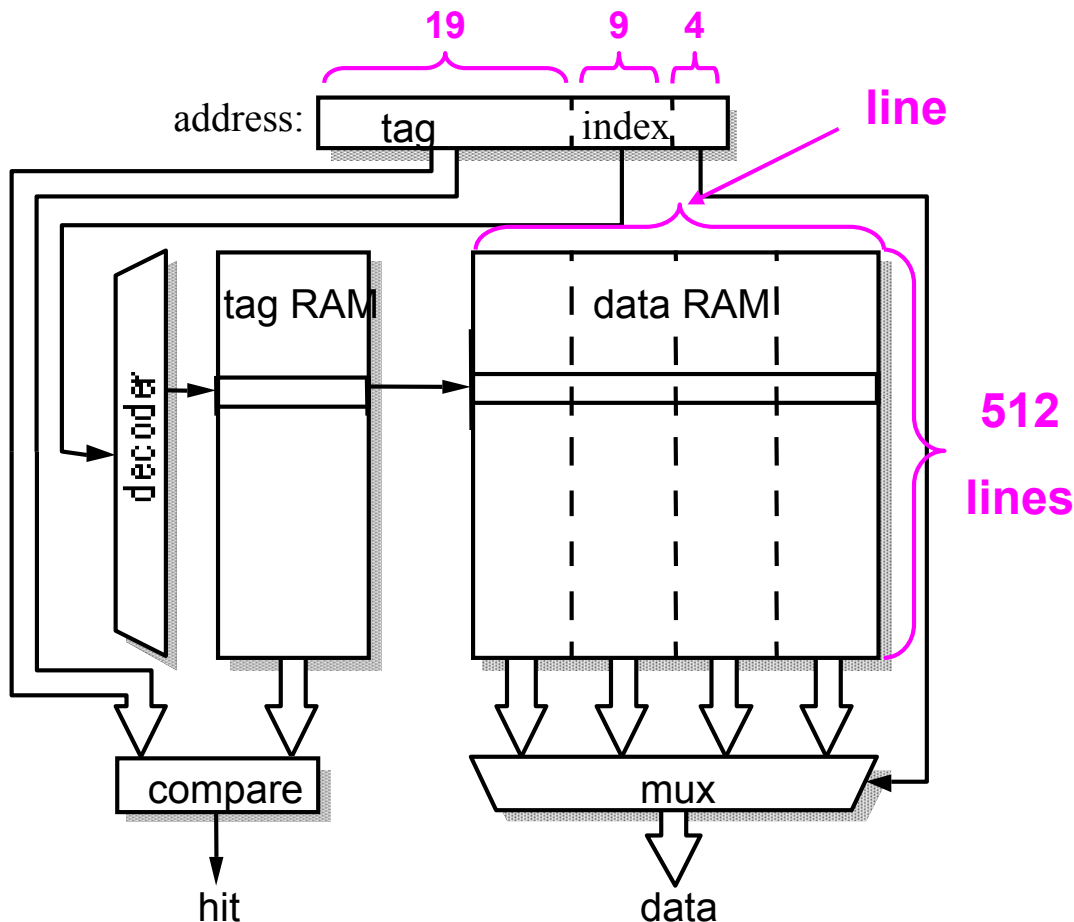 19 9 4
address: tag index
line
tag RAM data RAM
decoder
512
lines
compare mux
hit data